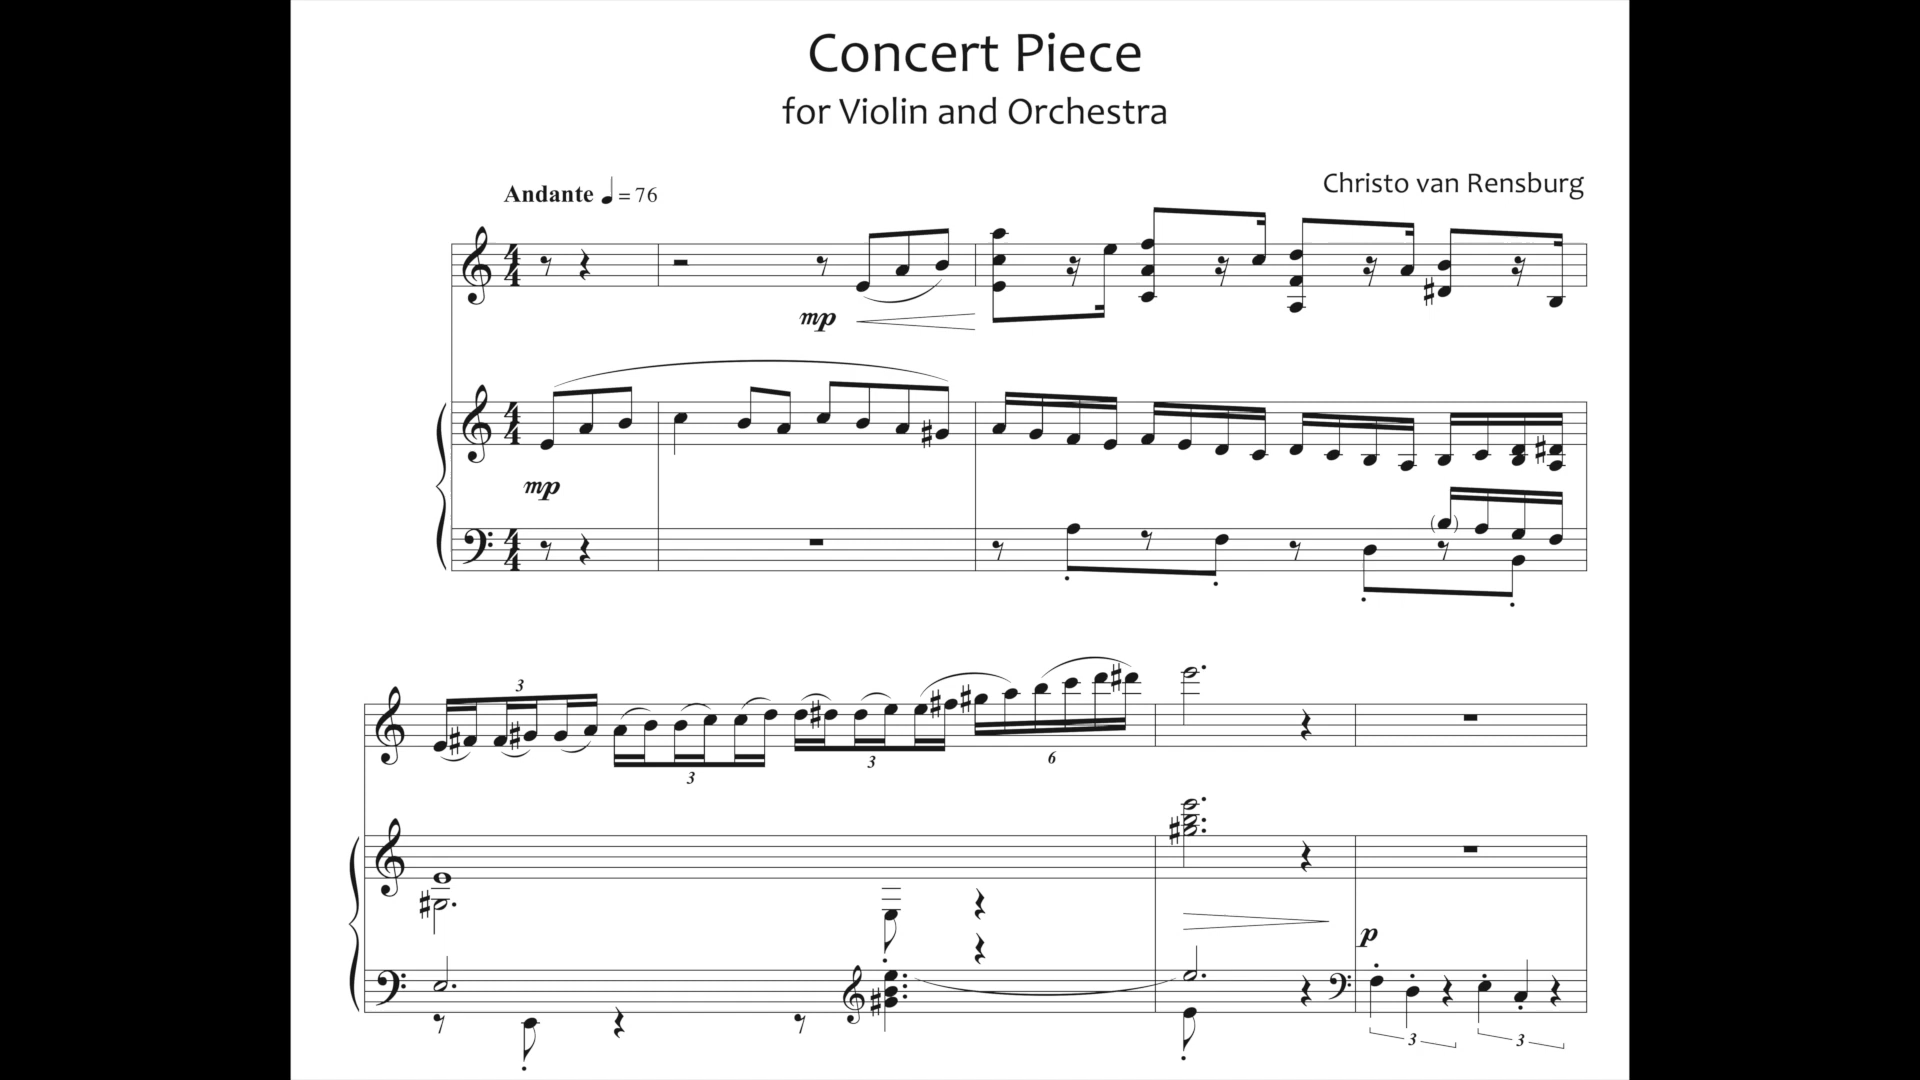 Concert Piece
for Violin and Orchestra
Christo van Rensburg
Andante ♩ = 76
mp
mp
3
3
3
6
p
3
3